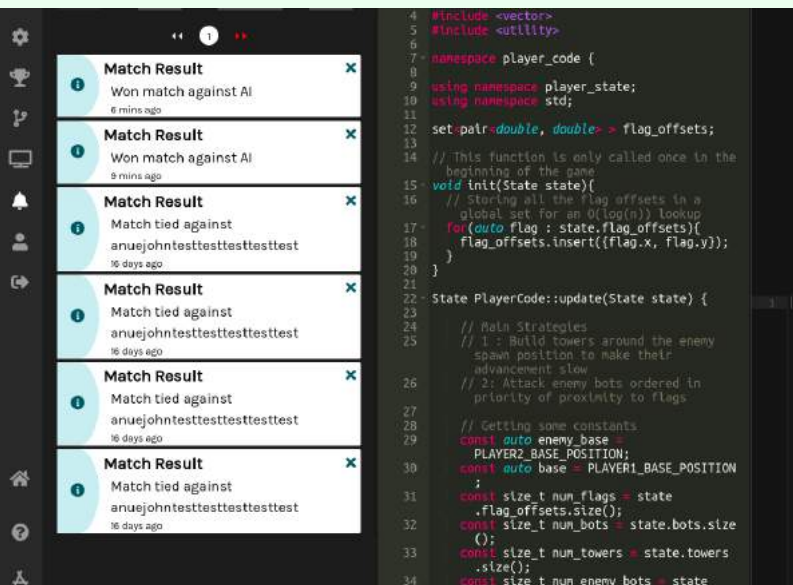 1
Match Result
Won match against AI
6 mins ago
Match Result
Won match against AI
9 mins ago
Match Result
Match tied against
anuejohntesttesttesttesttest
16 days ago
Match Result
Match tied against
anuejohntesttesttesttesttest
16 days ago
Match Result
Match tied against
anuejohntesttesttesttesttest
16 days ago
Match Result
Match tied against
anuejohntesttesttesttesttest
16 days ago
4 #include <vector>
5 #include <utility>
6
7 namespace player_code {
8
9 using namespace player_state;
10 using namespace std;
11
12 set<pair<double, double> > flag_offsets;
13
14 // This function is only called once in the
beginning of the game
15 void init(State state){
16 // Storing all the flag offsets in a
global set for an O(log(n)) lookup
17 for(auto flag : state.flag_offsets){
18 flag_offsets.insert({flag.x, flag.y});
19 }
20 }
21
22 State PlayerCode::update(State state) {
23
24 // Main Strategies
25 // 1 : Build towers around the enemy
spawn position to make their
advancement slow
26 // 2: Attack enemy bots ordered in
priority of proximity to flags
27
28 // Getting some constants
29 const auto enemy_base =
PLAYER2_BASE_POSITION;
30 const auto base = PLAYER1_BASE_POSITION
;
31 const size_t num_flags = state
.flag_offsets.size();
32 const size_t num_bots = state.bots.size
();
33 const size_t num_towers = state.towers
.size();
34 const size_t num_enemy_bots = state
1